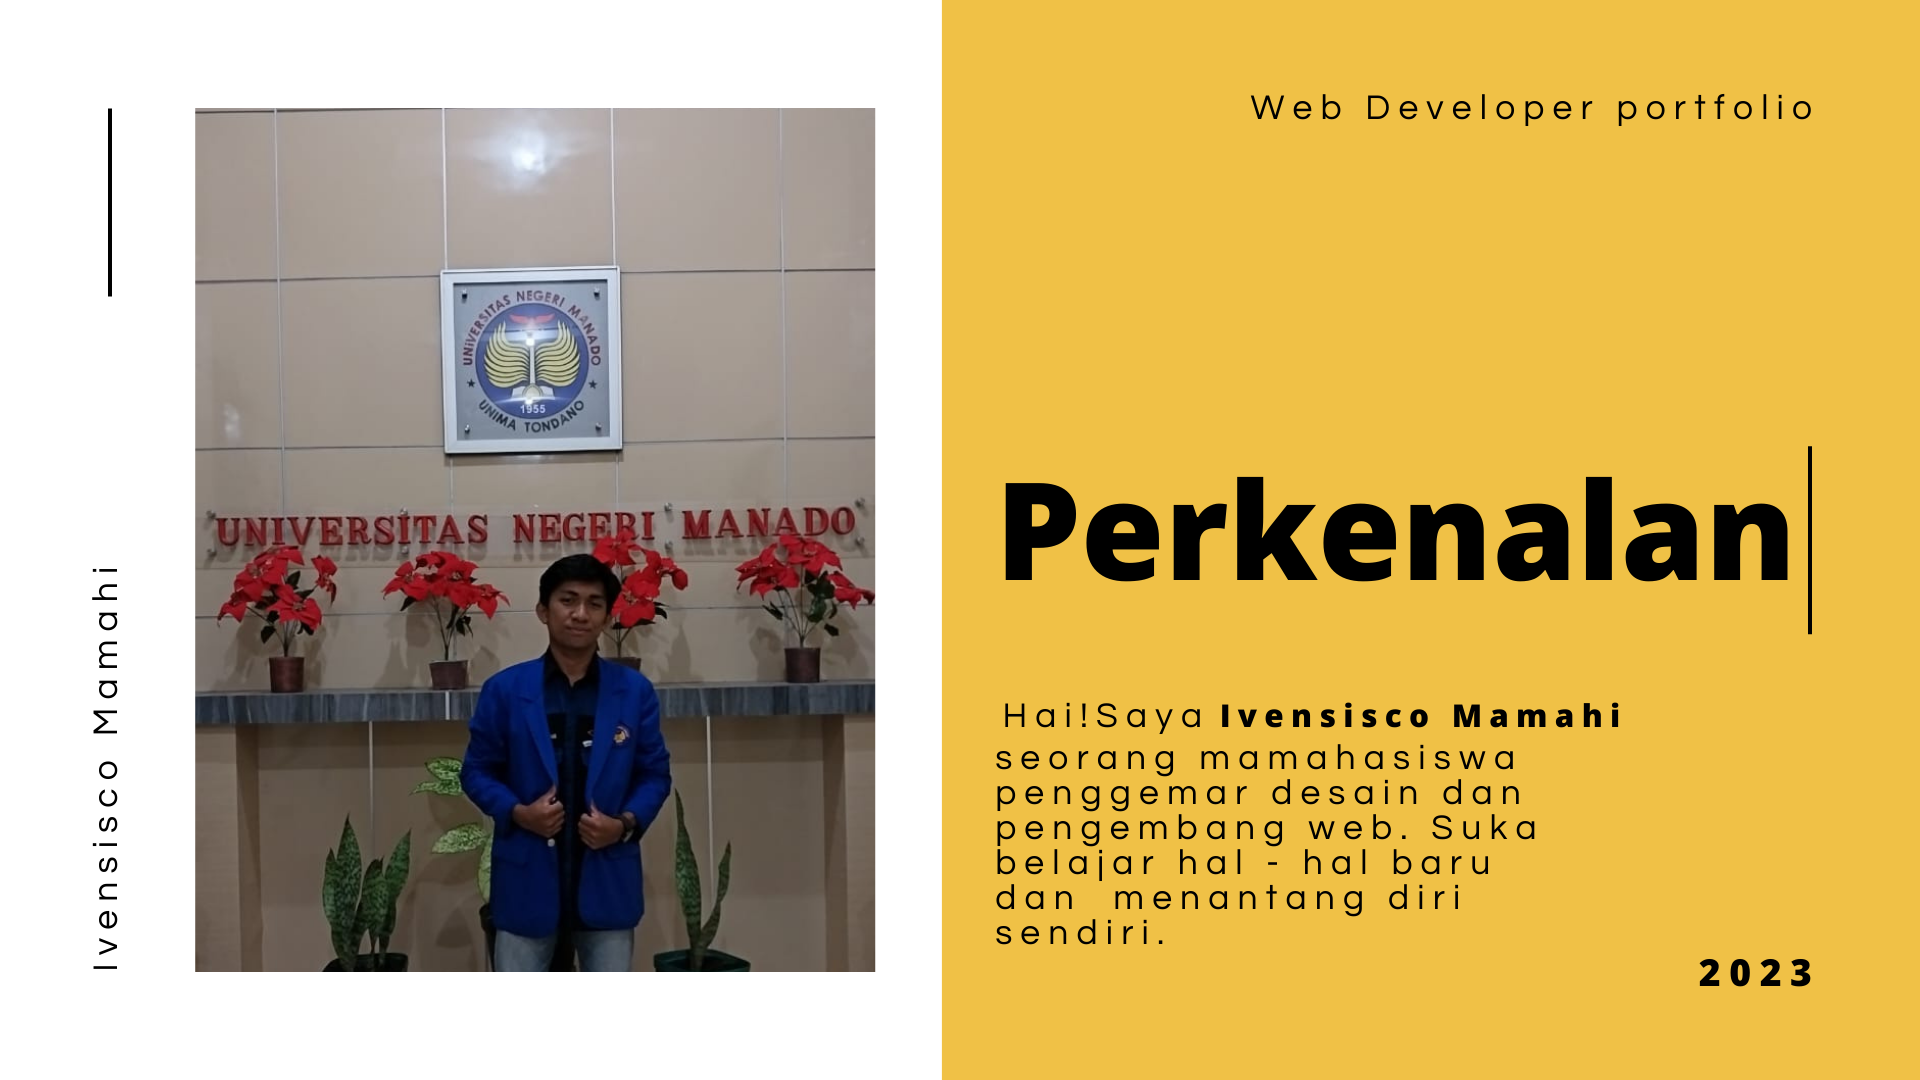 Ivensisco Mamahi
UNIVERSITAS NEGERI MANADO
1955
UNIMA TONDANO
UNIVERSITAS NEGERI MANADO
Web Developer portfolio
Perkenalan
Hai!Saya Ivensisco Mamahi
seorang mamahasiswa
penggemar desain dan
pengembang web. Suka
belajar hal - hal baru
dan menantang diri
sendiri.
2023